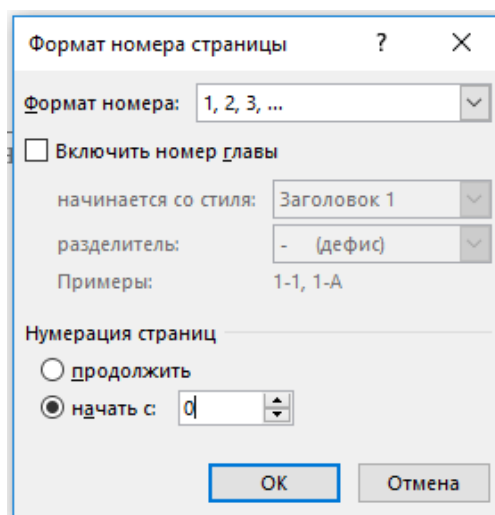 Формат номера страницы ? ×
Формат номера: 1, 2, 3, ...
Включить номер главы
начинается со стиля: Заголовок 1
разделитель: - (дефис)
Примеры: 1-1, 1-A
Нумерация страниц
продолжить
начать с: 0
ОК Отмена